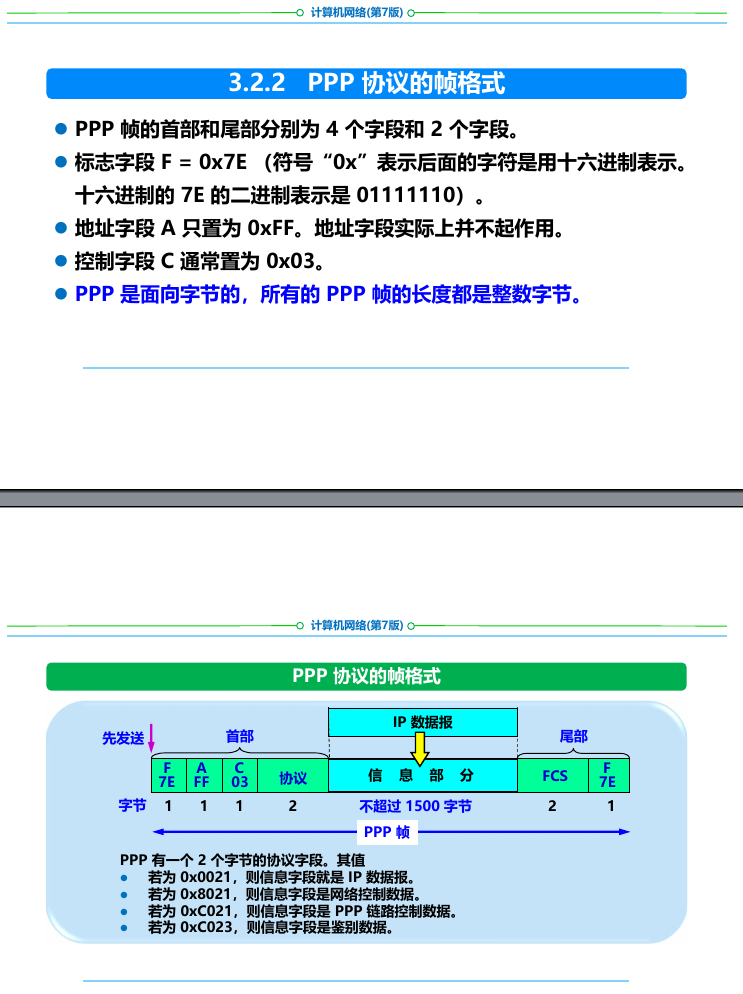 计算机网络(第7版)
3.2.2 PPP 协议的帧格式
PPP 帧的首部和尾部分别为 4 个字段和 2 个字段。
标志字段 F = 0x7E （符号“0x”表示后面的字符是用十六进制表示。
十六进制的 7E 的二进制表示是 01111110）。
地址字段 A 只置为 0xFF。地址字段实际上并不起作用。
控制字段 C 通常置为 0x03。
PPP 是面向字节的，所有的 PPP 帧的长度都是整数字节。
计算机网络(第7版)
PPP 协议的帧格式
IP 数据报
先发送 首部 尾部
F A C F
7E FF 03 协议 信 息 部 分 FCS 7E
字节 1 1 1 2 不超过 1500 字节 2 1
PPP 帧
PPP 有一个 2 个字节的协议字段。其值
若为 0x0021，则信息字段就是 IP 数据报。
若为 0x8021，则信息字段是网络控制数据。
若为 0xC021，则信息字段是 PPP 链路控制数据。
若为 0xC023，则信息字段是鉴别数据。